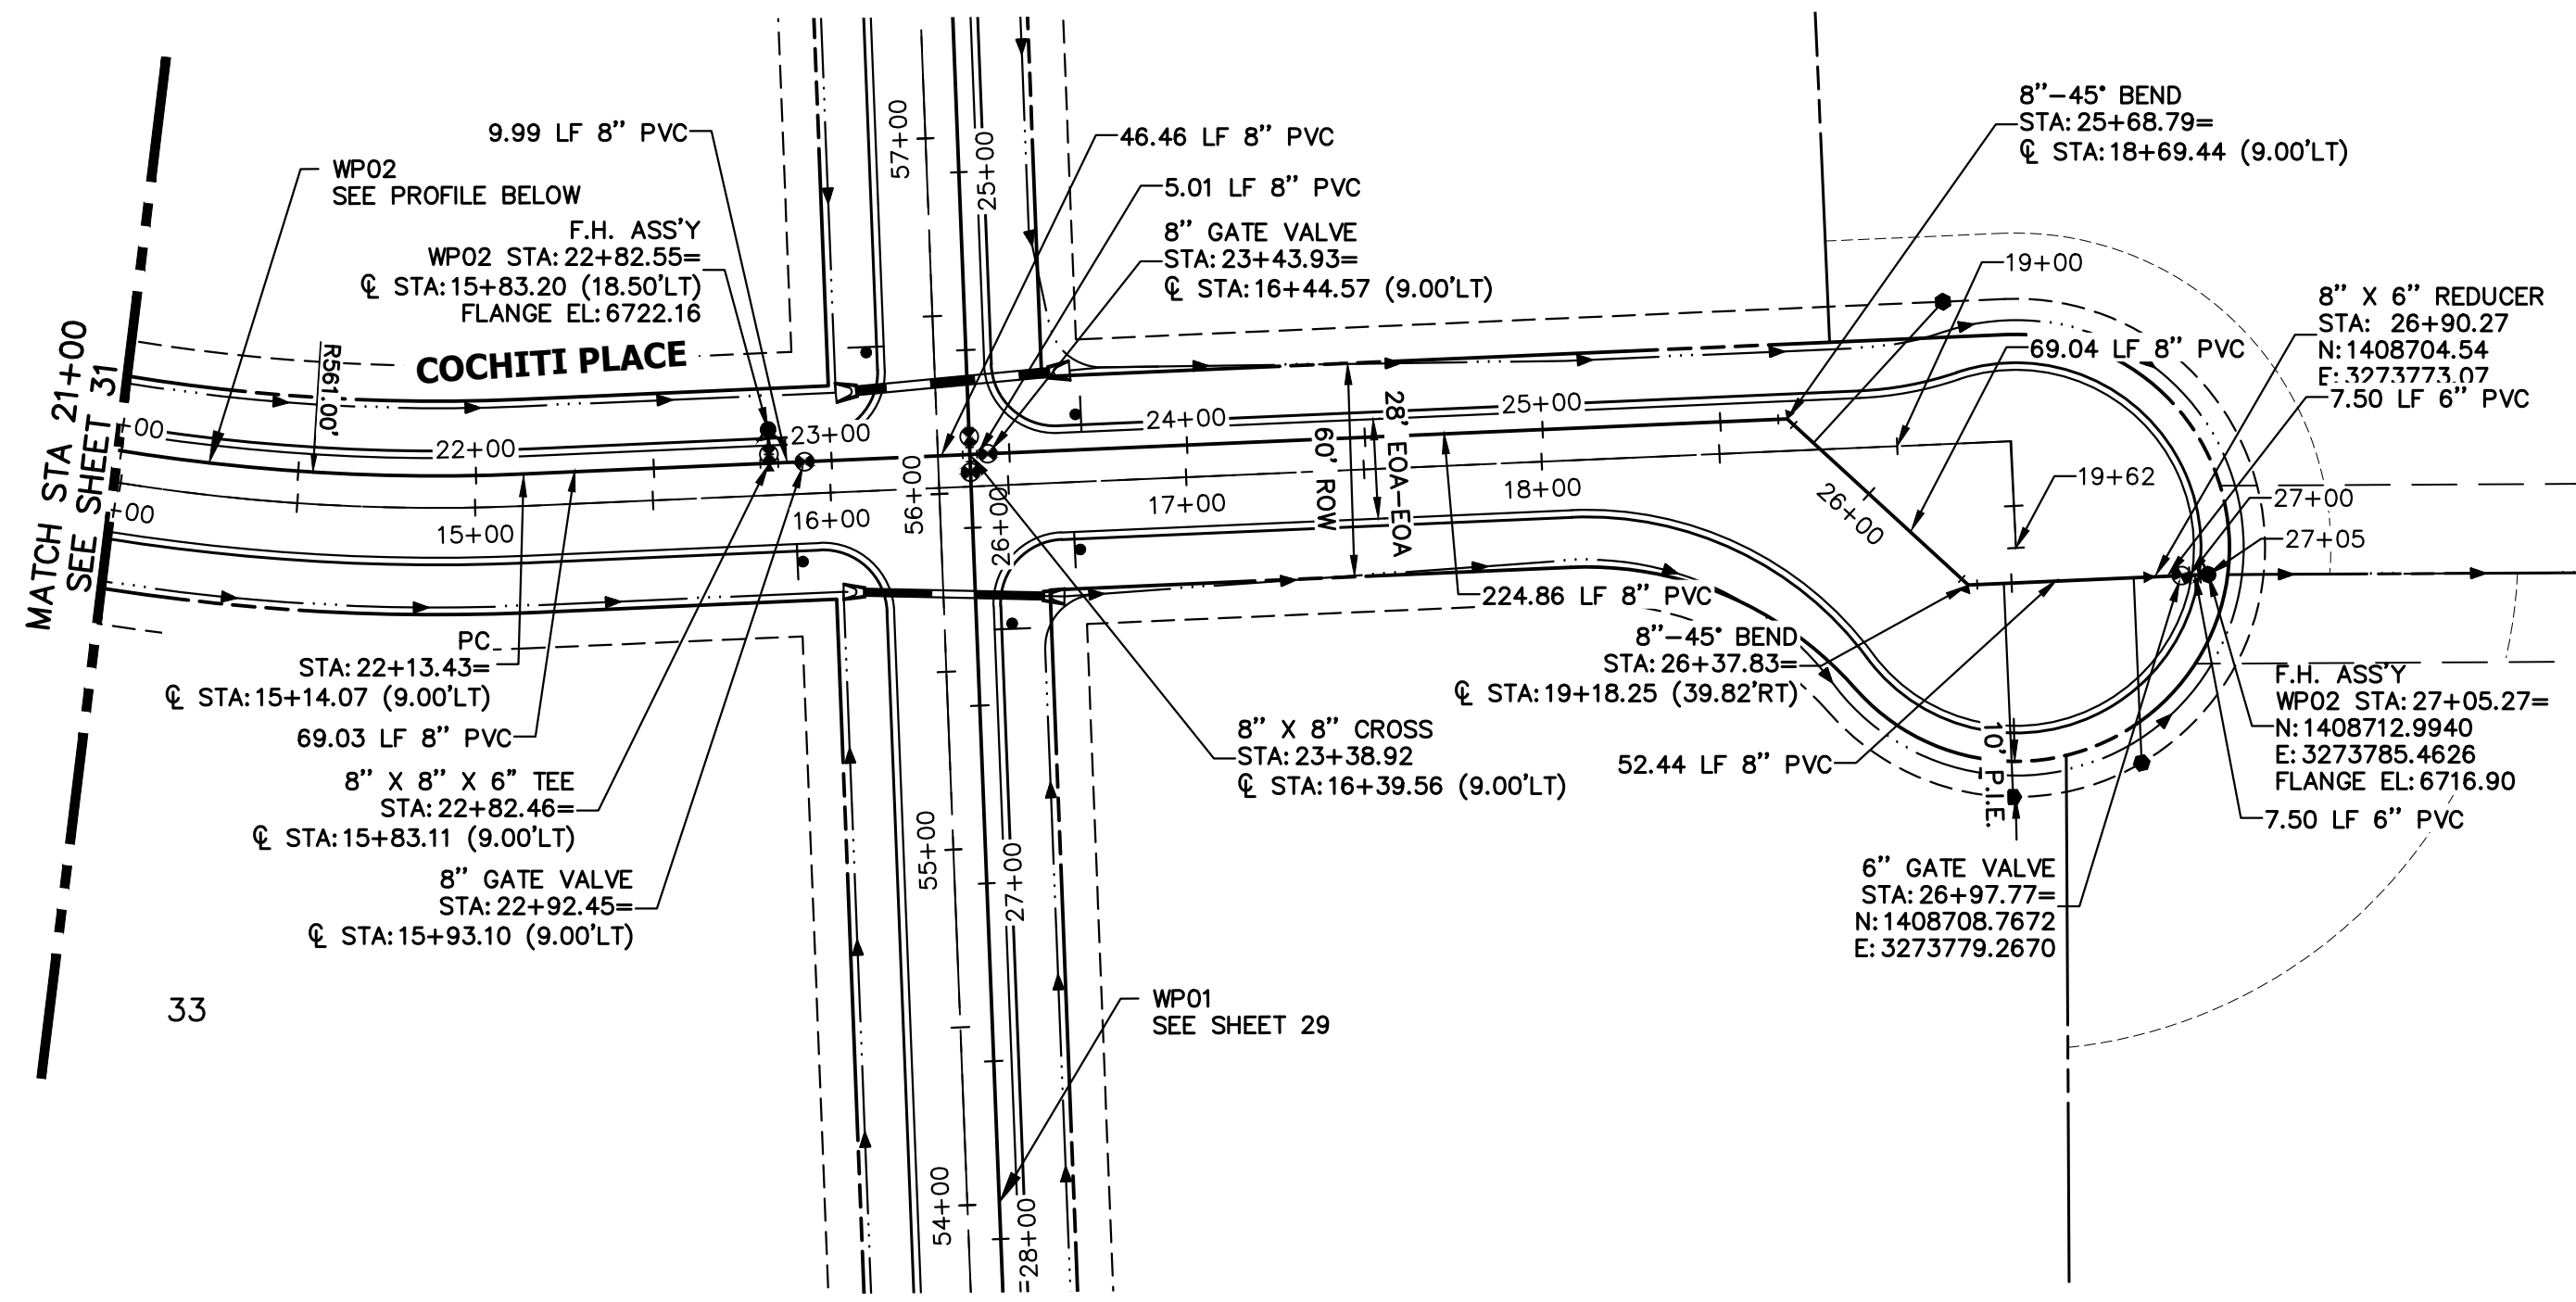 MATCH STA 21+00
SEE SHEET 31
WP02
SEE PROFILE BELOW
9.99 LF 8" PVC
F.H. ASS'Y
WP02 STA: 22+82.55=
℄ STA: 15+83.20 (18.50'LT)
FLANGE EL: 6722.16
COCHITI PLACE
R561.00'
+00
22+00
23+00
24+00
25+00
26+00
+00
15+00
16+00
17+00
18+00
57+00
25+00
56+00
26+00
55+00
27+00
54+00
28+00
46.46 LF 8" PVC
5.01 LF 8" PVC
8" GATE VALVE
STA: 23+43.93=
℄ STA: 16+44.57 (9.00'LT)
28' EOA-EOA
60' ROW
8"-45° BEND
STA: 25+68.79=
℄ STA: 18+69.44 (9.00'LT)
19+00
8" X 6" REDUCER
STA: 26+90.27
N: 1408704.54
E: 3273773.07
69.04 LF 8" PVC
7.50 LF 6" PVC
19+62
27+00
27+05
PC
STA: 22+13.43=
℄ STA: 15+14.07 (9.00'LT)
69.03 LF 8" PVC
8" X 8" X 6" TEE
STA: 22+82.46=
℄ STA: 15+83.11 (9.00'LT)
8" GATE VALVE
STA: 22+92.45=
℄ STA: 15+93.10 (9.00'LT)
224.86 LF 8" PVC
8"-45° BEND
STA: 26+37.83=
℄ STA: 19+18.25 (39.82'RT)
8" X 8" CROSS
STA: 23+38.92
℄ STA: 16+39.56 (9.00'LT)
52.44 LF 8" PVC
10' P.I.E.
F.H. ASS'Y
WP02 STA: 27+05.27=
N: 1408712.9940
E: 3273785.4626
FLANGE EL: 6716.90
7.50 LF 6" PVC
6" GATE VALVE
STA: 26+97.77=
N: 1408708.7672
E: 3273779.2670
WP01
SEE SHEET 29
33